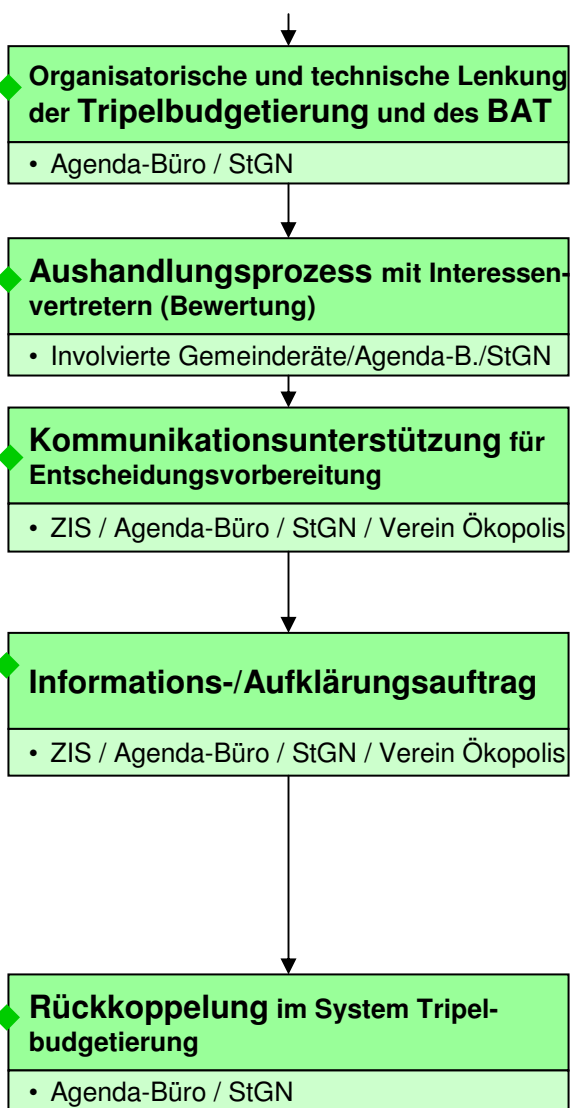 Organisatorische und technische Lenkung
der Tripelbudgetierung und des BAT
• Agenda-Büro / StGN
Aushandlungsprozess mit Interessen-
vertretern (Bewertung)
• Involvierte Gemeinderäte/Agenda-B./StGN
Kommunikationsunterstützung für
Entscheidungsvorbereitung
• ZIS / Agenda-Büro / StGN / Verein Ökopolis
Informations-/Aufklärungsauftrag
• ZIS / Agenda-Büro / StGN / Verein Ökopolis
Rückkoppelung im System Tripel-
budgetierung
• Agenda-Büro / StGN